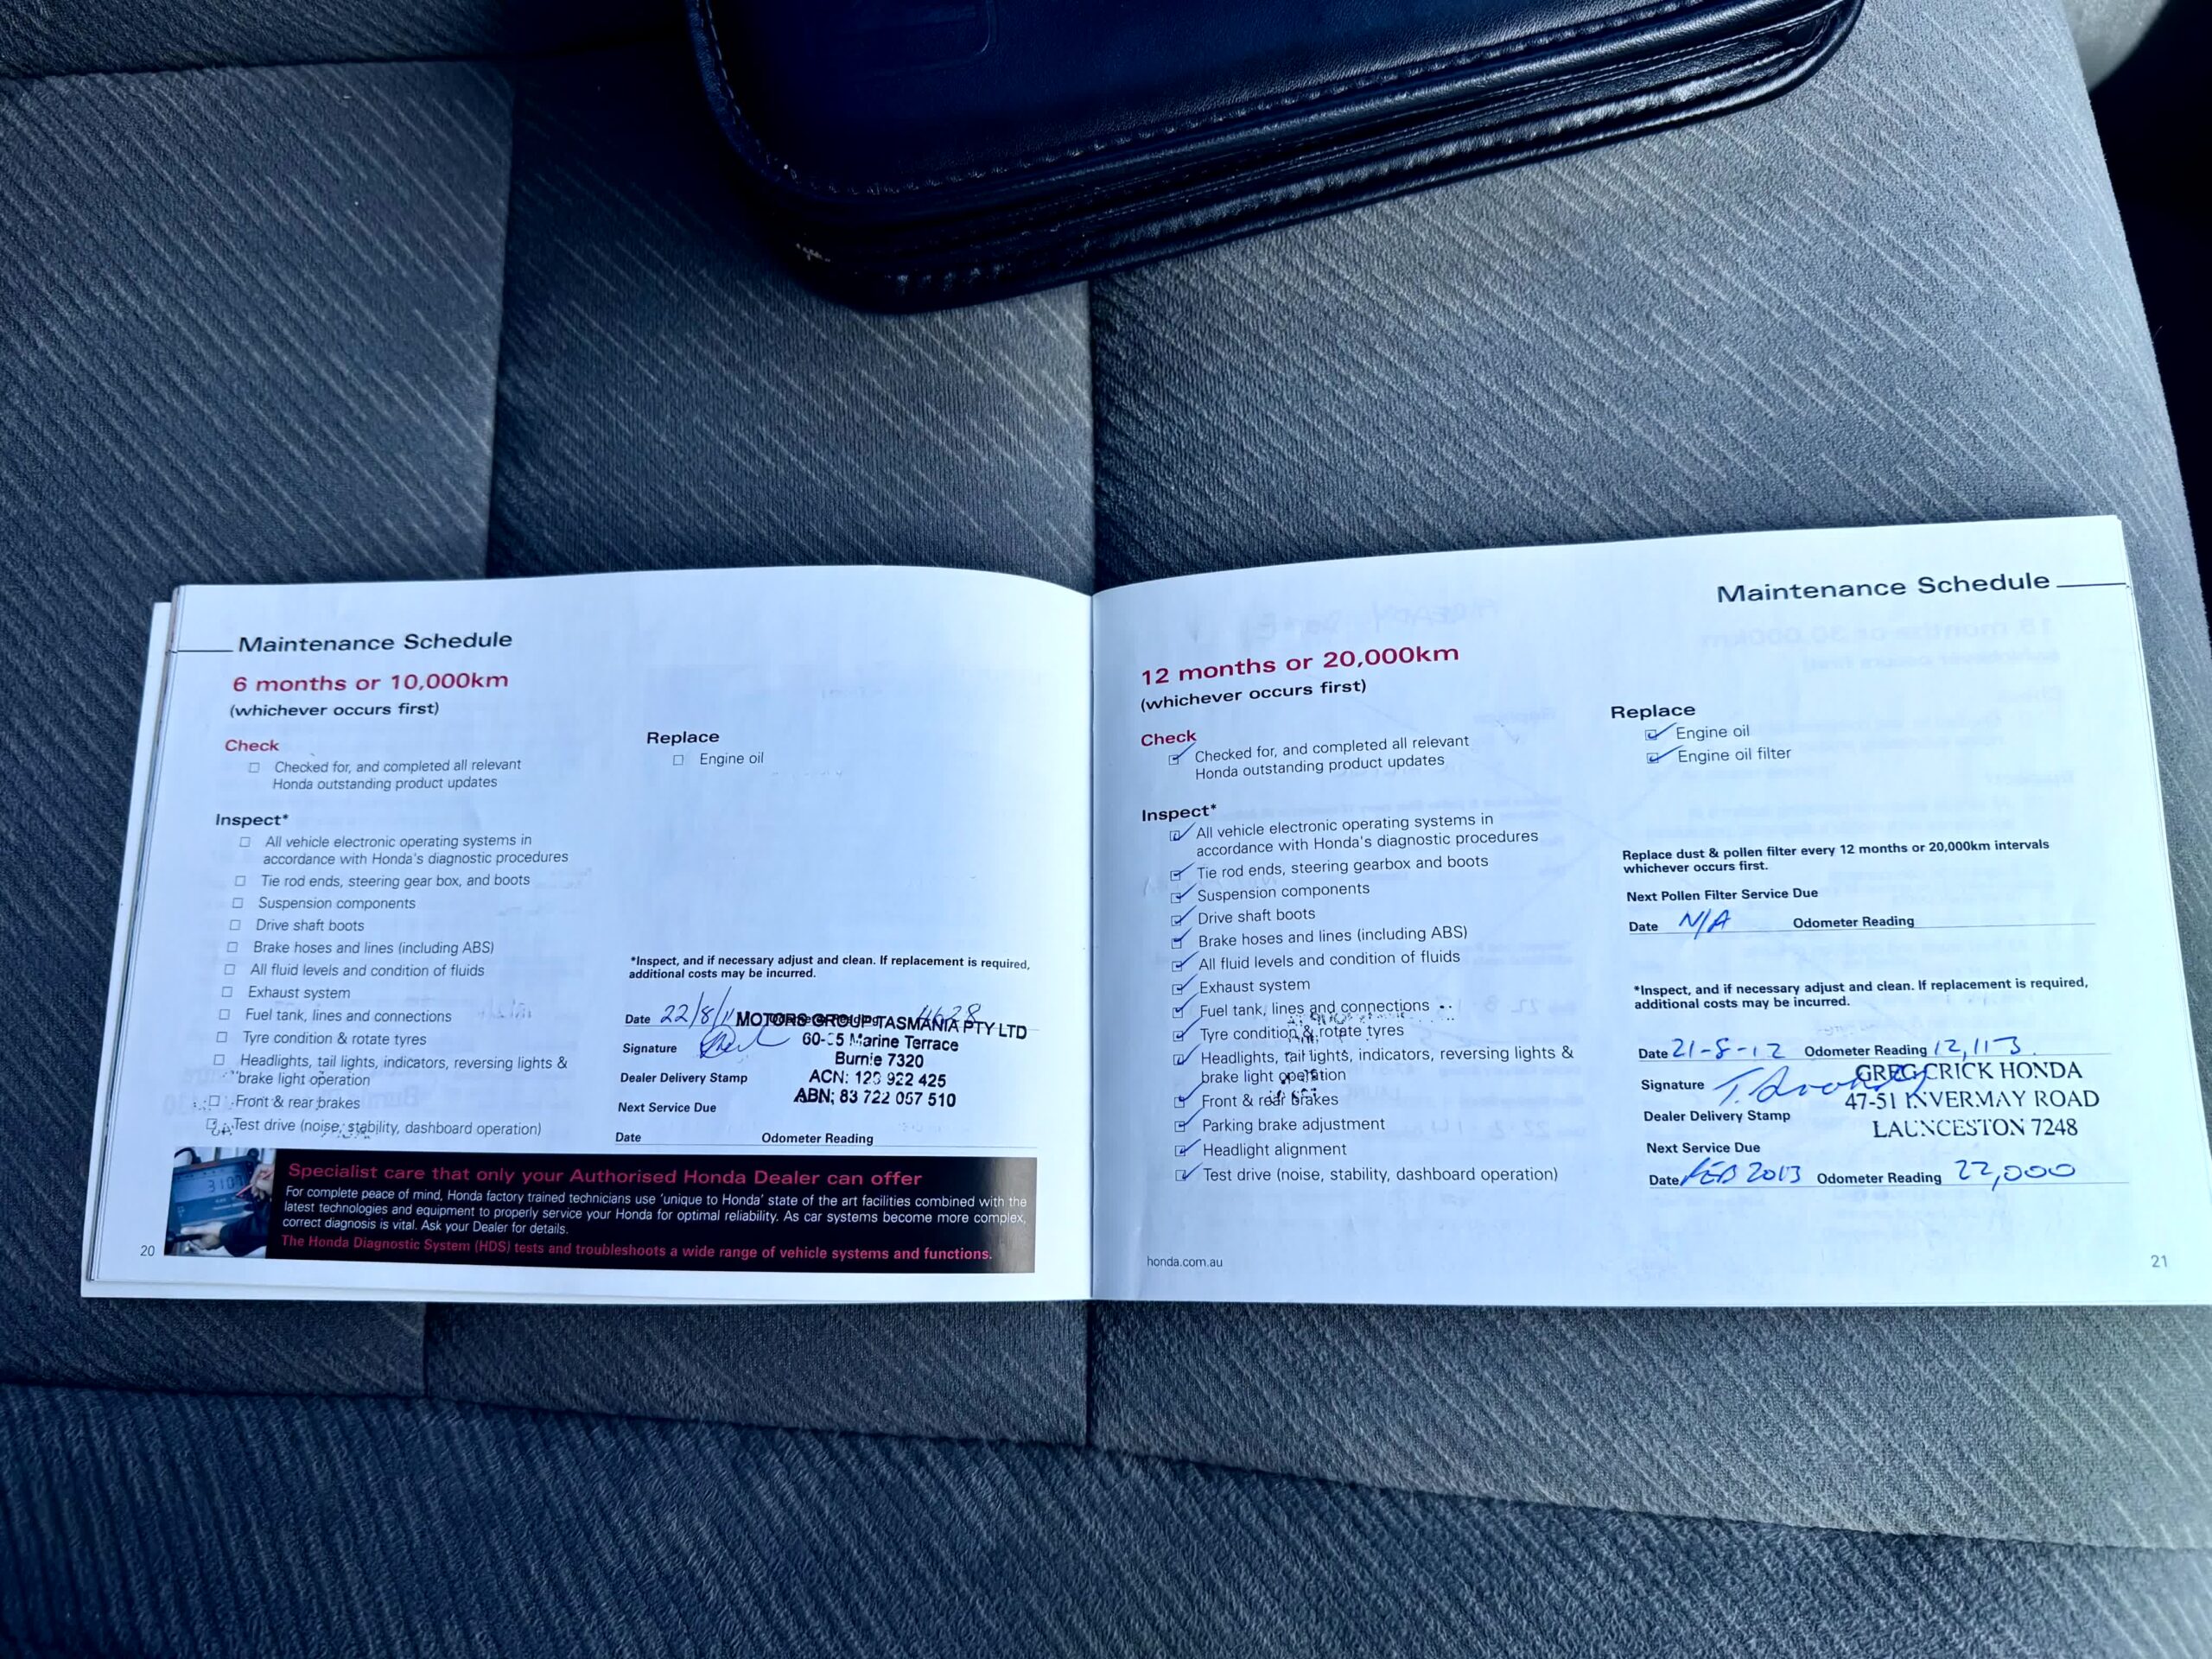 Maintenance Schedule
6 months or 10,000km
(whichever occurs first)
Check
Checked for, and completed all relevant
Honda outstanding product updates
Inspect*
All vehicle electronic operating systems in
accordance with Honda's diagnostic procedures
Tie rod ends, steering gear box, and boots
Suspension components
Drive shaft boots
Brake hoses and lines (including ABS)
All fluid levels and condition of fluids
Exhaust system
Fuel tank, lines and connections
Tyre condition & rotate tyres
Headlights, tail lights, indicators, reversing lights &
brake light operation
Front & rear brakes
Test drive (noise, stability, dashboard operation)
Replace
Engine oil
*Inspect, and if necessary adjust and clean. If replacement is required,
additional costs may be incurred.
Date 22/8/11 4628
MOTORS GROUP TASMANIA PTY LTD
Signature
Marine Terrace
Burnie 7320
Dealer Delivery Stamp
ACN: 922 425
ABN: 83 722 057 510
Next Service Due
Date Odometer Reading
Specialist care that only your Authorised Honda Dealer can offer
For complete peace of mind, Honda factory trained technicians use 'unique to Honda' state of the art facilities combined with the
latest technologies and equipment to properly service your Honda for optimal reliability. As car systems become more complex,
correct diagnosis is vital. Ask your Dealer for details.
The Honda Diagnostic System (HDS) tests and troubleshoots a wide range of vehicle systems and functions.
20
Maintenance Schedule
12 months or 20,000km
(whichever occurs first)
Check
Checked for, and completed all relevant
Honda outstanding product updates
Inspect*
All vehicle electronic operating systems in
accordance with Honda's diagnostic procedures
Tie rod ends, steering gearbox and boots
Suspension components
Drive shaft boots
Brake hoses and lines (including ABS)
All fluid levels and condition of fluids
Exhaust system
Fuel tank, lines and connections
Tyre condition & rotate tyres
Headlights, tail lights, indicators, reversing lights &
brake light operation
Front & rear brakes
Parking brake adjustment
Headlight alignment
Test drive (noise, stability, dashboard operation)
Replace
Engine oil
Engine oil filter
Replace dust & pollen filter every 12 months or 20,000km intervals
whichever occurs first.
Next Pollen Filter Service Due
Date N/A Odometer Reading
*Inspect, and if necessary adjust and clean. If replacement is required,
additional costs may be incurred.
Date 21-8-12 Odometer Reading 12,113
Signature
GREG CRICK HONDA
47-51 INVERMAY ROAD
Dealer Delivery Stamp
LAUNCESTON 7248
Next Service Due
Date FEB 2013 Odometer Reading 22,000
honda.com.au
21